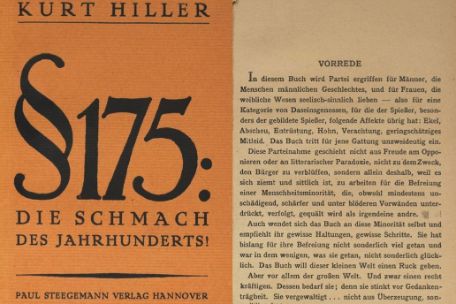 KURT HILLER
§175:
DIE SCHMACH
DES JAHRHUNDERTS!
PAUL STEEGEMANN VERLAG HANNOVER
VORREDE
In diesem Buch wird Partei ergriffen für Männer, die
Menschen männlichen Geschlechtes, und für Frauen, die
weibliche Wesen seelisch-sinnlich lieben — also für eine
Kategorie von Daseinsgenossen, für die der Spießer, beson-
ders der gebildete Spießer, folgende Affekte übrig hat: Ekel,
Abscheu, Entrüstung, Hohn, Verachtung, geringschätziges
Mitleid. Das Buch tritt für jene Gattung unzweideutig ein.
Diese Parteinahme geschieht nicht aus Freude am Oppo-
nieren oder an litterarischer Paradoxie, nicht zu dem Zweck,
den Bürger zu verblüffen, sondern allein deshalb, weil es
sich ziemt und sittlich ist, zu arbeiten für die Befreiung
einer Menschheitsminorität, die, obwohl mindestens un-
schädigend, schärfer und unter blöderen Vorwänden unter-
drückt, verfolgt, gequält wird als irgendeine andre.
Auch wendet sich das Buch an diese Minorität selbst und
empfiehlt ihr gewisse Haltungen, gewisse Schritte. Sie hat
bislang für ihre Befreiung nicht sonderlich viel getan und
war in dem wenigen, was sie getan, nicht sonderlich glück-
lich. Das Buch will dieser kleinen Welt einen Ruck geben.
Aber vor allem der großen Welt. Und zwar einen recht
kräftigen. Dessen bedarf sie; denn sie stinkt vor Gedanken-
trägheit. Sie vergewaltigt ... nicht aus Überzeugung, son-